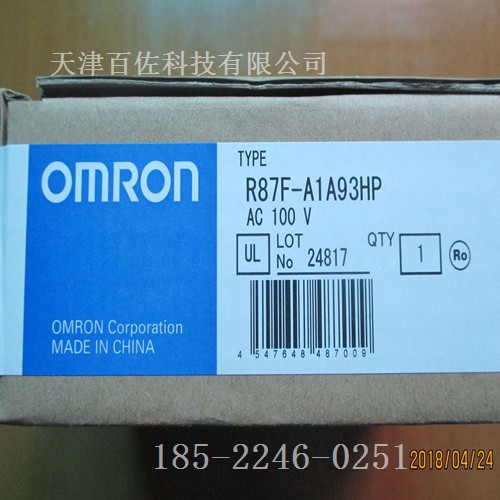 天津百佐科技有限公司
OMRON
OMRON Corporation
MADE IN CHINA
TYPE
R87F-A1A93HP
AC 100 V
UL
LOT
No 24817
QTY
1
Ro
4 547648 487009
185-2246-0251
2018/04/24